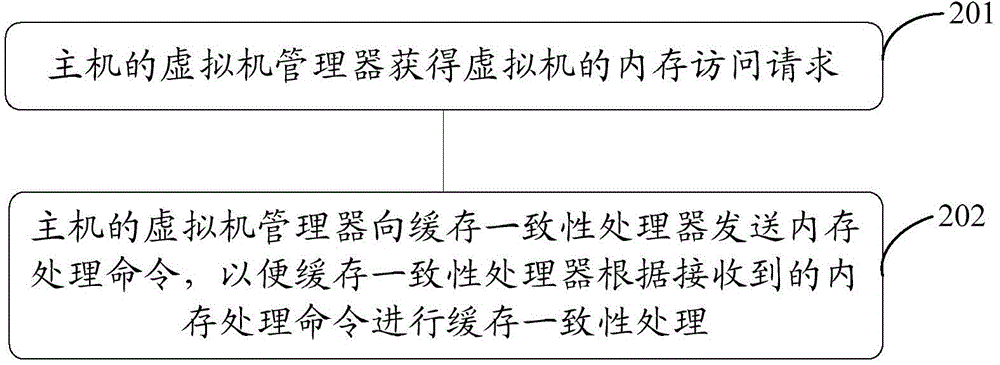 201
主机的虚拟机管理器获得虚拟机的内存访问请求
202
主机的虚拟机管理器向缓存一致性处理器发送内存
处理命令，以便缓存一致性处理器根据接收到的内
存处理命令进行缓存一致性处理